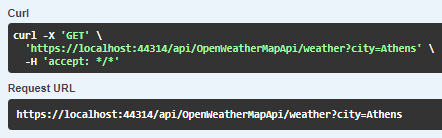 Curl
curl -X 'GET' \
'https://localhost:44314/api/OpenWeatherMapApi/weather?city=Athens' \
-H 'accept: */*'
Request URL
https://localhost:44314/api/OpenWeatherMapApi/weather?city=Athens